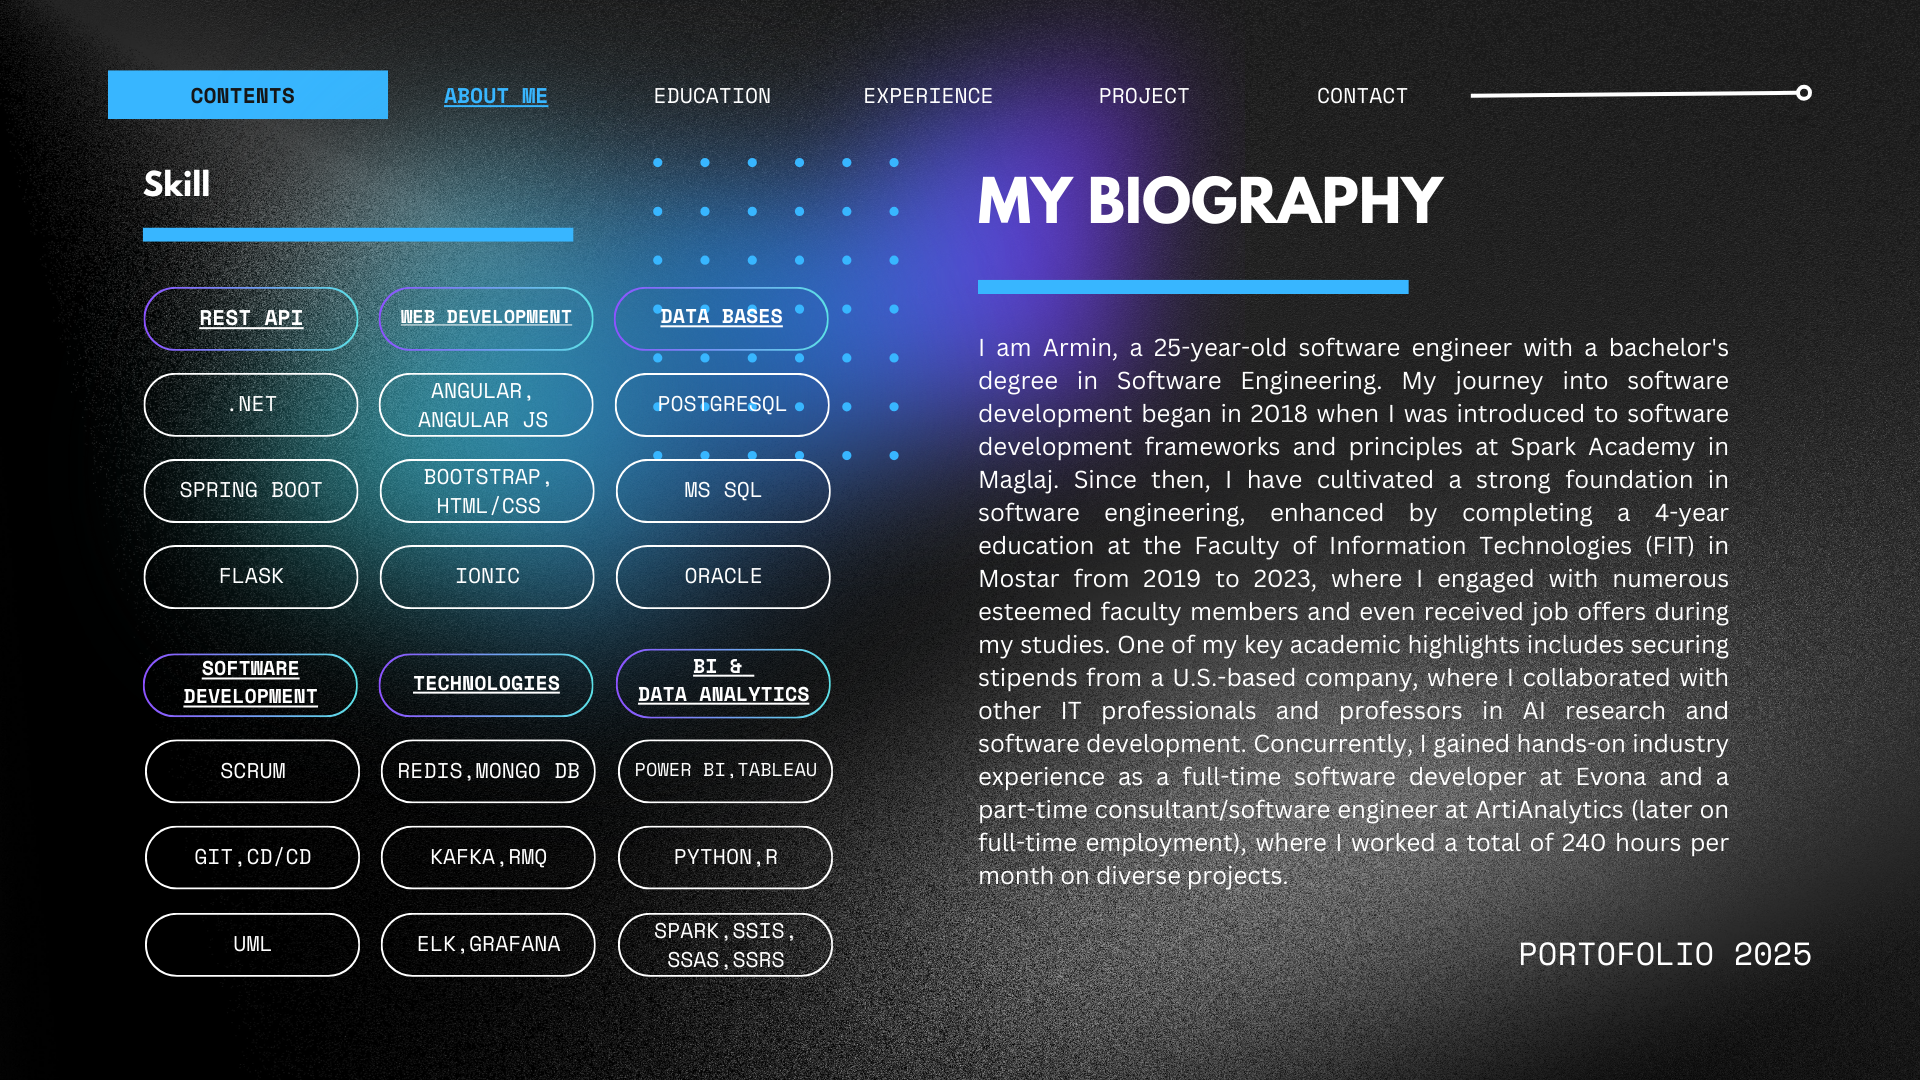 CONTENTS
ABOUT ME
EDUCATION
EXPERIENCE
PROJECT
CONTACT
Skill
REST API
WEB DEVELOPMENT
DATA BASES
.NET
ANGULAR,
ANGULAR JS
POSTGRESQL
SPRING BOOT
BOOTSTRAP,
HTML/CSS
MS SQL
FLASK
IONIC
ORACLE
SOFTWARE
DEVELOPMENT
TECHNOLOGIES
BI &
DATA ANALYTICS
SCRUM
REDIS,MONGO DB
POWER BI,TABLEAU
GIT,CD/CD
KAFKA,RMQ
PYTHON,R
UML
ELK,GRAFANA
SPARK,SSIS,
SSAS,SSRS
MY BIOGRAPHY
I am Armin, a 25-year-old software engineer with a bachelor's
degree in Software Engineering. My journey into software
development began in 2018 when I was introduced to software
development frameworks and principles at Spark Academy in
Maglaj. Since then, I have cultivated a strong foundation in
software engineering, enhanced by completing a 4-year
education at the Faculty of Information Technologies (FIT) in
Mostar from 2019 to 2023, where I engaged with numerous
esteemed faculty members and even received job offers during
my studies. One of my key academic highlights includes securing
stipends from a U.S.-based company, where I collaborated with
other IT professionals and professors in AI research and
software development. Concurrently, I gained hands-on industry
experience as a full-time software developer at Evona and a
part-time consultant/software engineer at ArtiAnalytics (later on
full-time employment), where I worked a total of 240 hours per
month on diverse projects.
PORTOFOLIO 2025